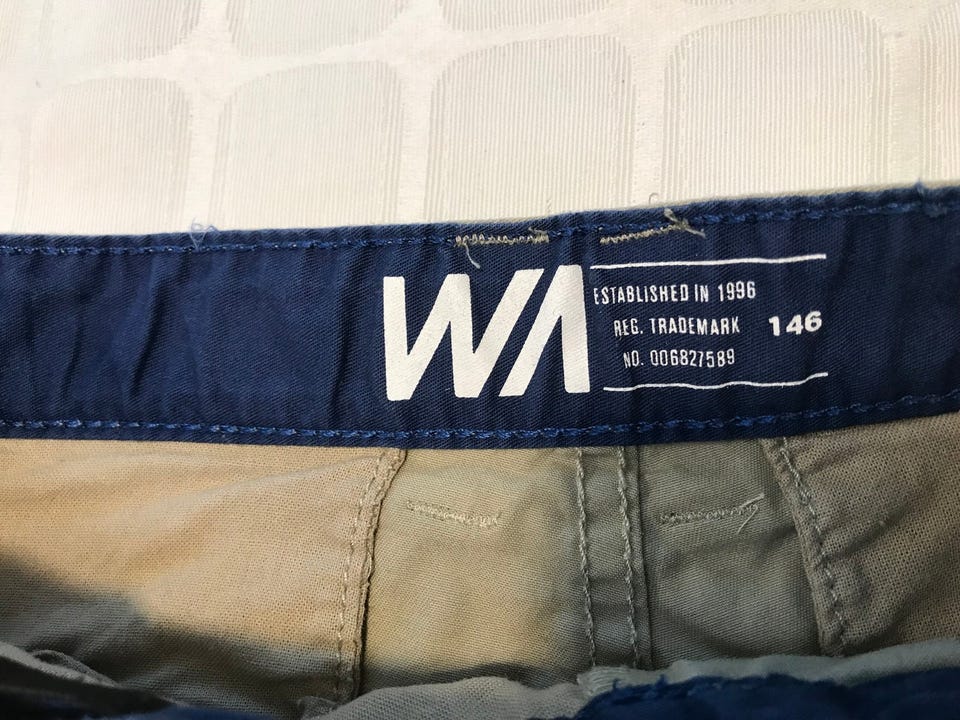 WA
ESTABLISHED IN 1996
REG. TRADEMARK
NO. 006827589
146